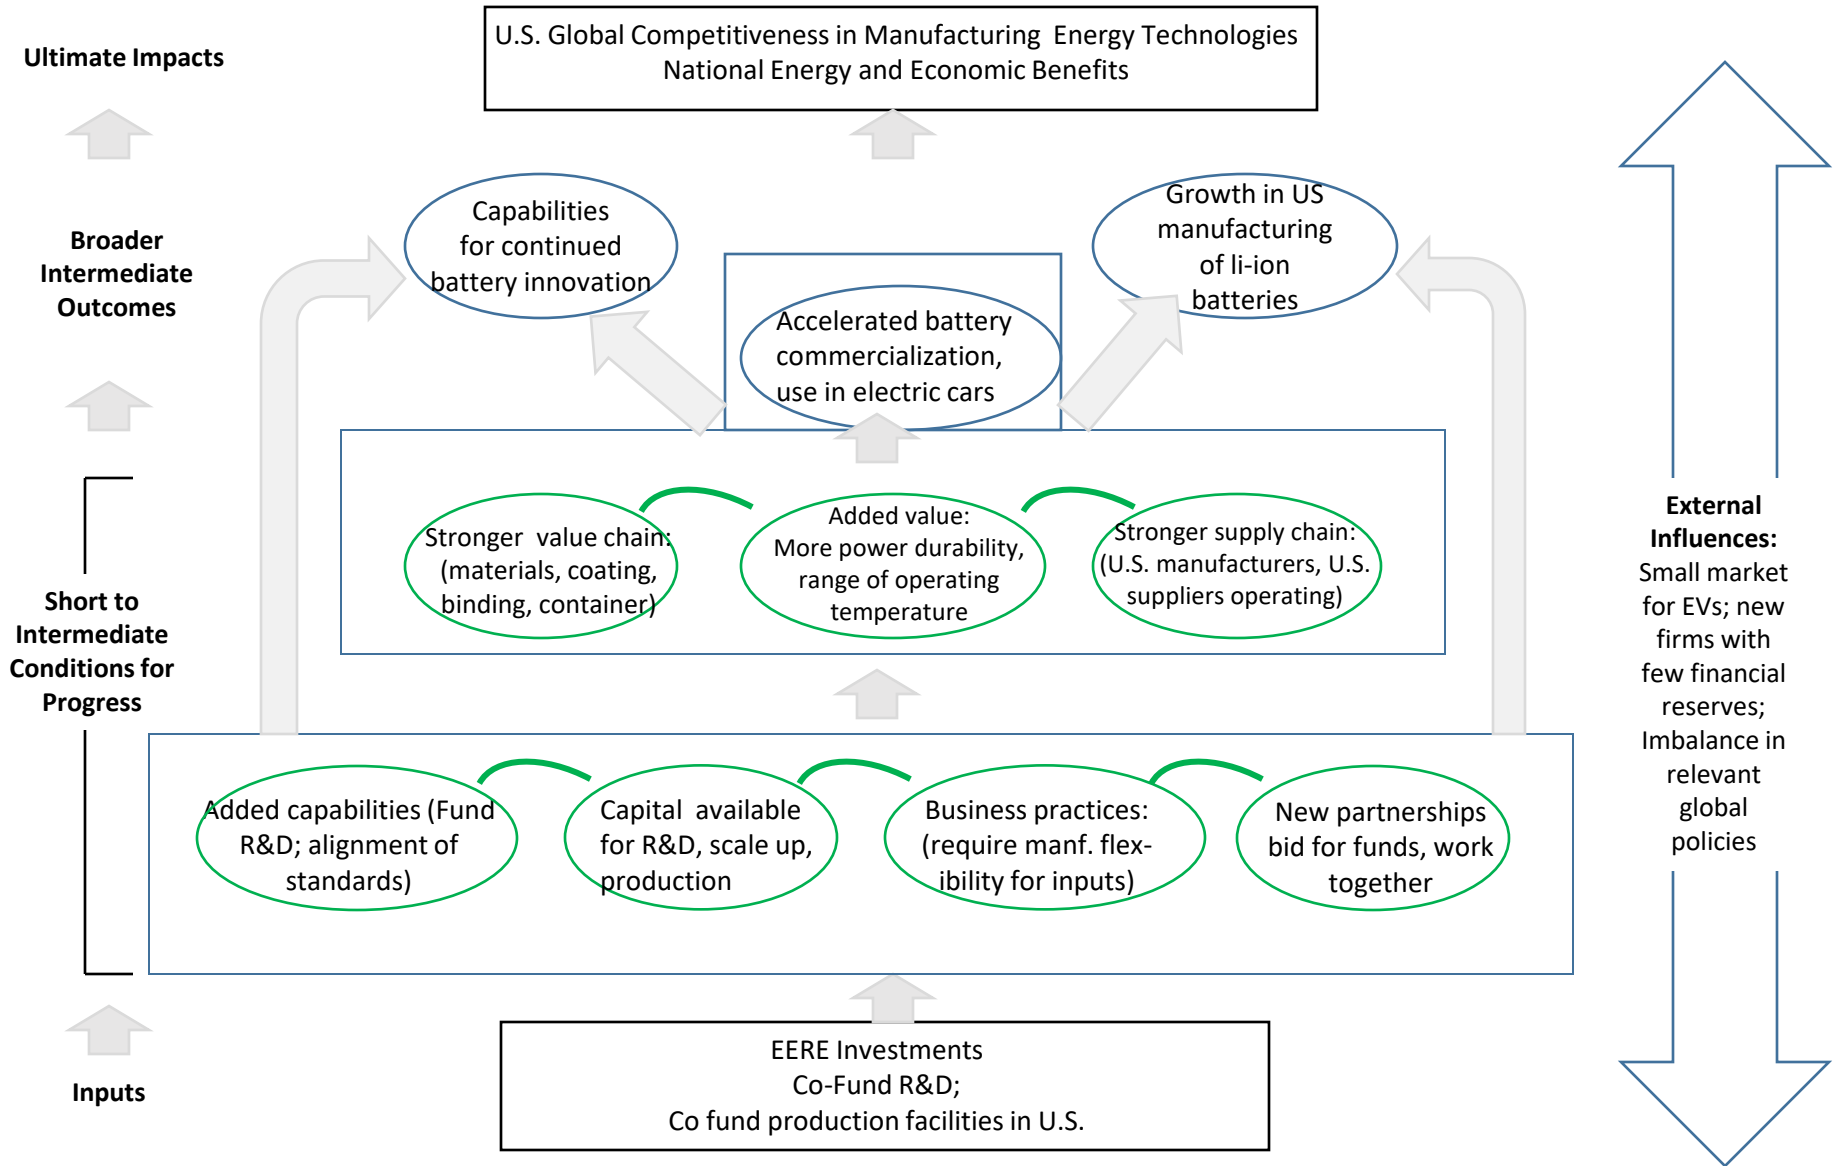 Ultimate Impacts
U.S. Global Competitiveness in Manufacturing Energy Technologies
National Energy and Economic Benefits
Broader
Intermediate
Outcomes
Capabilities
for continued
battery innovation
Accelerated battery
commercialization,
use in electric cars
Growth in US
manufacturing
of li-ion
batteries
Short to
Intermediate
Conditions for
Progress
Stronger value chain:
(materials, coating,
binding, container)
Added value:
More power durability,
range of operating
temperature
Stronger supply chain:
(U.S. manufacturers, U.S.
suppliers operating)
Added capabilities (Fund
R&D; alignment of
standards)
Capital available
for R&D, scale up,
production
Business practices:
(require manf. flex-
ibility for inputs)
New partnerships
bid for funds, work
together
Inputs
EERE Investments
Co-Fund R&D;
Co fund production facilities in U.S.
External
Influences:
Small market
for EVs; new
firms with
few financial
reserves;
Imbalance in
relevant
global
policies